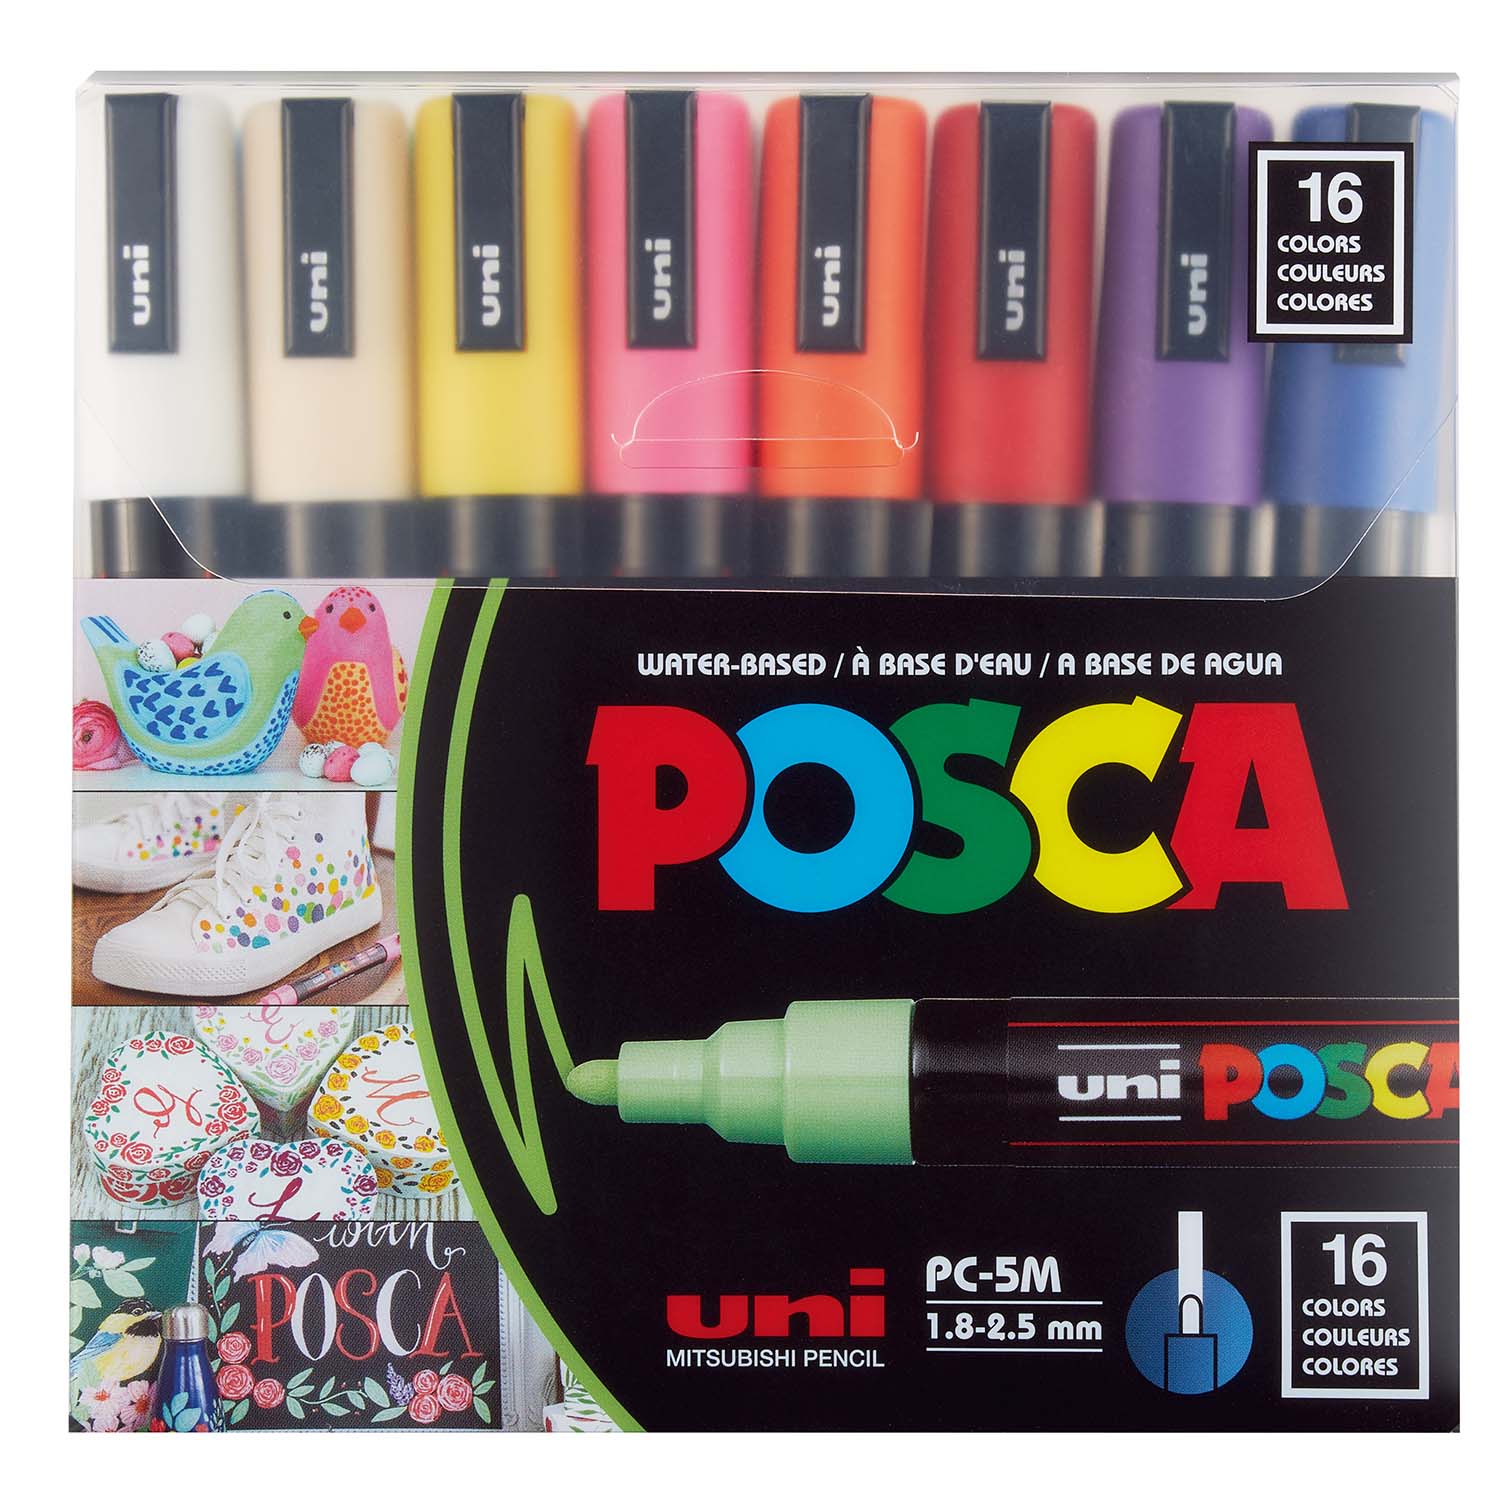 uni
uni
uni
uni
uni
uni
uni
16
COLORS
COULEURS
COLORES
WATER-BASED / À BASE D'EAU / A BASE DE AGUA
POSCA
uni POSCA
uni
MITSUBISHI PENCIL
PC-5M
1.8-2.5 mm
16
COLORS
COULEURS
COLORES
E
G
M
L
with
POSCA